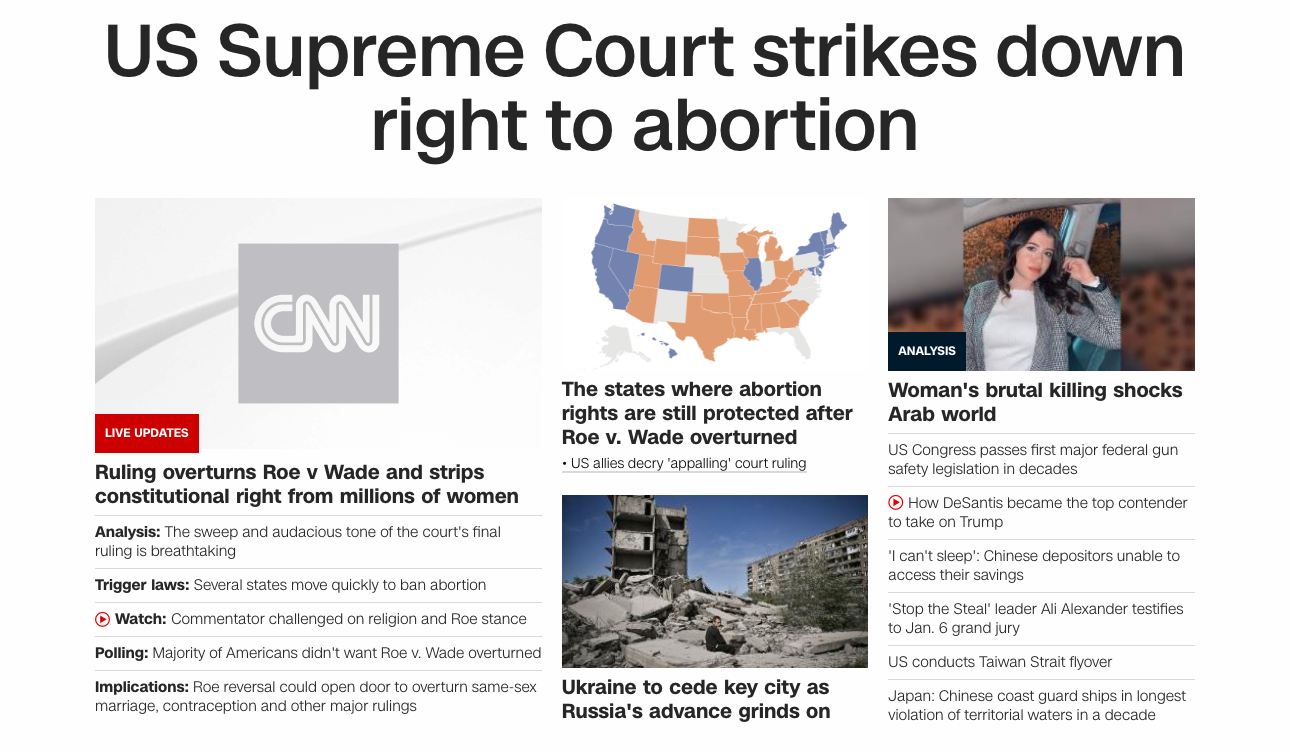 US Supreme Court strikes down
right to abortion
CNN
LIVE UPDATES
Ruling overturns Roe v Wade and strips
constitutional right from millions of women
Analysis: The sweep and audacious tone of the court's final
ruling is breathtaking
Trigger laws: Several states move quickly to ban abortion
Watch: Commentator challenged on religion and Roe stance
Polling: Majority of Americans didn't want Roe v. Wade overturned
Implications: Roe reversal could open door to overturn same-sex
marriage, contraception and other major rulings
The states where abortion
rights are still protected after
Roe v. Wade overturned
• US allies decry 'appalling' court ruling
Ukraine to cede key city as
Russia's advance grinds on
ANALYSIS
Woman's brutal killing shocks
Arab world
US Congress passes first major federal gun
safety legislation in decades
How DeSantis became the top contender
to take on Trump
'I can't sleep': Chinese depositors unable to
access their savings
'Stop the Steal' leader Ali Alexander testifies
to Jan. 6 grand jury
US conducts Taiwan Strait flyover
Japan: Chinese coast guard ships in longest
violation of territorial waters in a decade